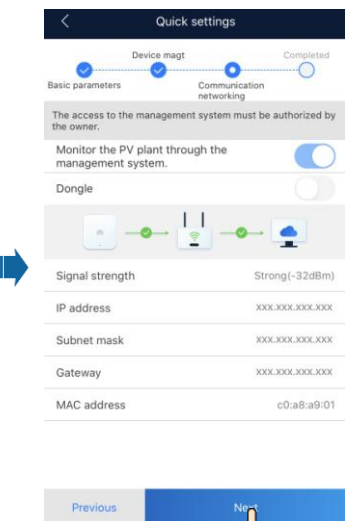 Quick settings
Device magt
Completed
Basic parameters
Communication
networking
The access to the management system must be authorized by
the owner.
Monitor the PV plant through the
management system.
Dongle
Signal strength Strong(-32dBm)
IP address xxx.xxx.xxx.xxx
Subnet mask xxx.xxx.xxx.xxx
Gateway xxx.xxx.xxx.xxx
MAC address c0:a8:a9:01
Previous Next